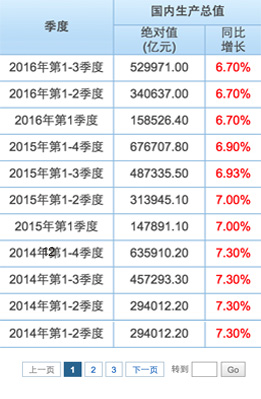 季度 国内生产总值
绝对值 同比
(亿元) 增长
2016年第1-3季度 529971.00 6.70%
2016年第1-2季度 340637.00 6.70%
2016年第1季度 158526.40 6.70%
2015年第1-4季度 676707.80 6.90%
2015年第1-3季度 487335.50 6.93%
2015年第1-2季度 313945.10 7.00%
2015年第1季度 147891.10 7.00%
2014年第1-4季度 635910.20 7.30%
12
2014年第1-3季度 457293.30 7.30%
2014年第1-2季度 294012.20 7.30%
2014年第1-2季度 294012.20 7.30%
上一页 1 2 3 下一页 转到 Go